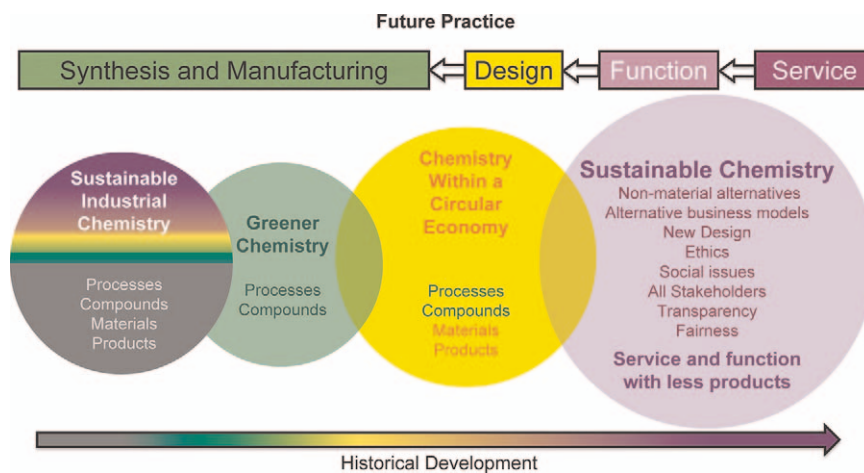 Future Practice
Synthesis and Manufacturing
Design
Function
Service
Sustainable
Industrial
Chemistry
Processes
Compounds
Materials
Products
Greener
Chemistry
Processes
Compounds
Chemistry
Within a
Circular
Economy
Processes
Compounds
Materials
Products
Sustainable Chemistry
Non-material alternatives
Alternative business models
New Design
Ethics
Social issues
All Stakeholders
Transparency
Fairness
Service and function
with less products
Historical Development